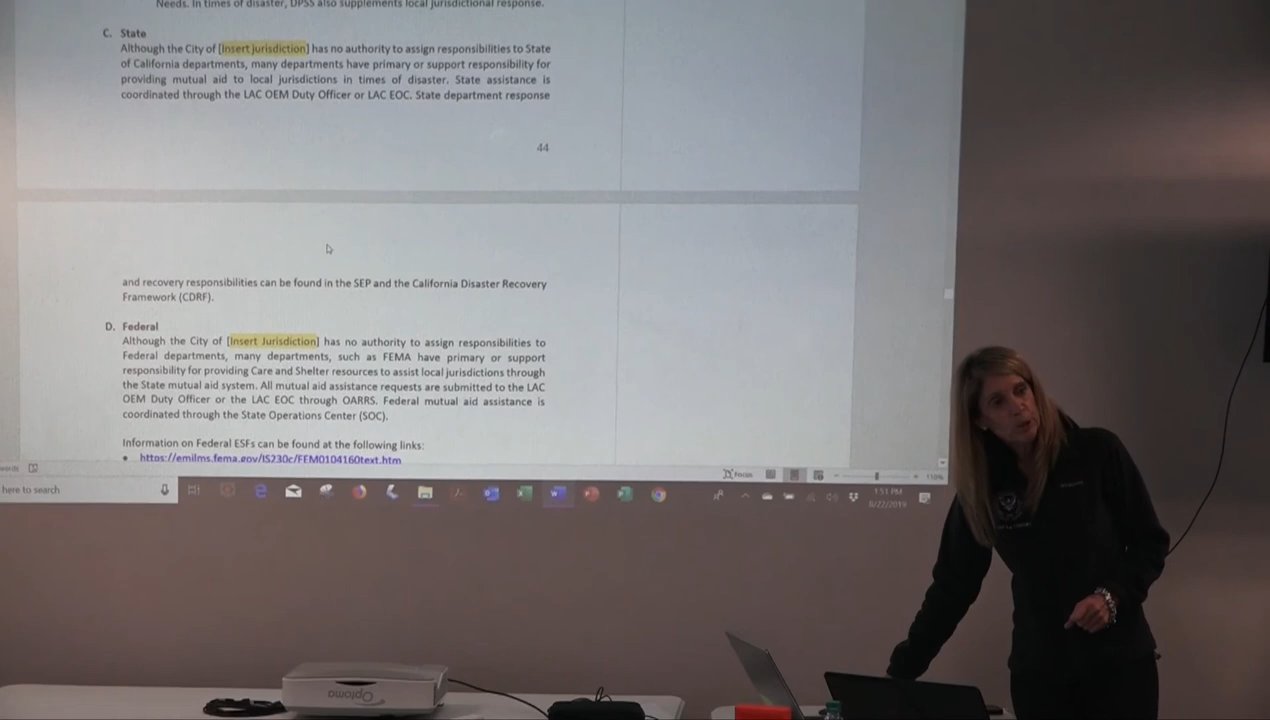 Needs. In times of disaster, DPSS also supplements local jurisdictional response.
C. State
Although the City of [Insert jurisdiction] has no authority to assign responsibilities to State
of California departments, many departments have primary or support responsibility for
providing mutual aid to local jurisdictions in times of disaster. State assistance is
coordinated through the LAC OEM Duty Officer or LAC EOC. State department response
44
and recovery responsibilities can be found in the SEP and the California Disaster Recovery
Framework (CDRF).
D. Federal
Although the City of [Insert Jurisdiction] has no authority to assign responsibilities to
Federal departments, many departments, such as FEMA have primary or support
responsibility for providing Care and Shelter resources to assist local jurisdictions through
the State mutual aid system. All mutual aid assistance requests are submitted to the LAC
OEM Duty Officer or the LAC EOC through OARRS. Federal mutual aid assistance is
coordinated through the State Operations Center (SOC).
Information on Federal ESFs can be found at the following links:
• https://emilms.fema.gov/IS230c/FEM0104160text.htm
words
Focus
110%
here to search
1:51 PM
8/22/2019
Optoma